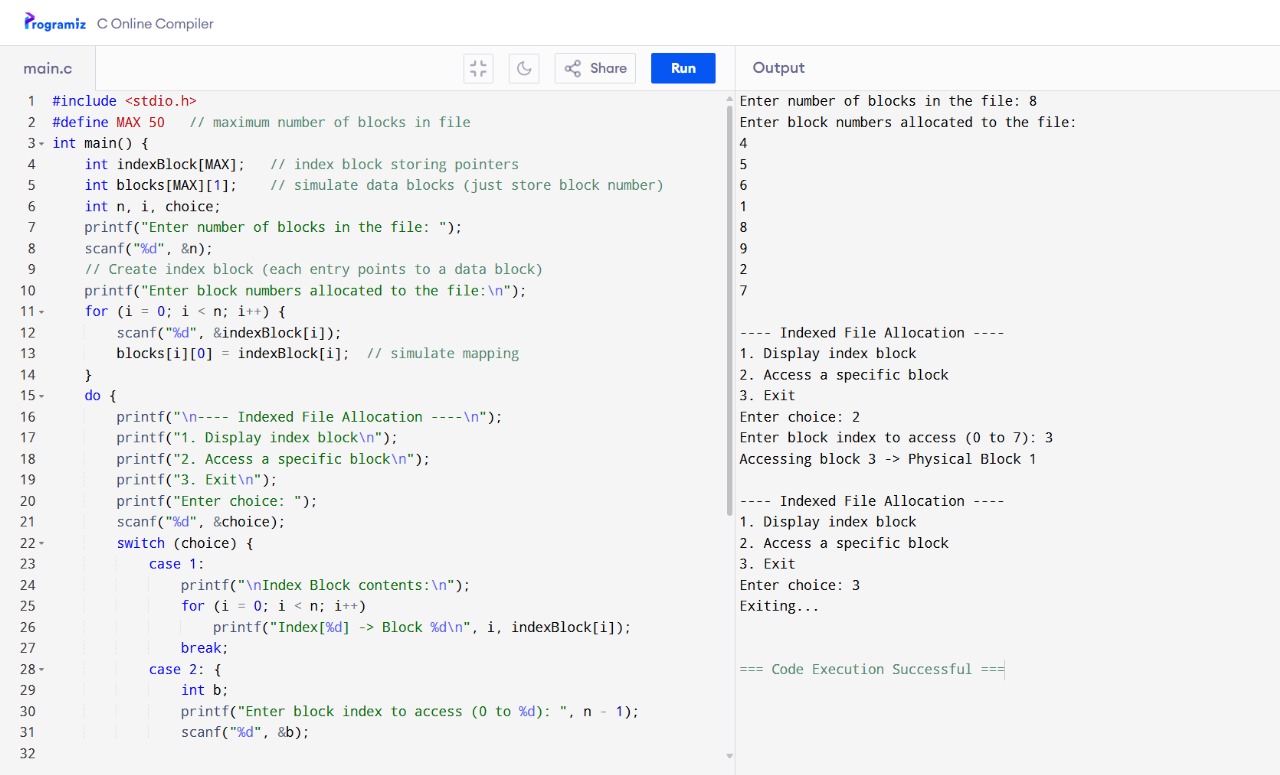 Programiz C Online Compiler
main.c
Share
Run
Output
1 #include <stdio.h>
2 #define MAX 50   // maximum number of blocks in file
3 int main() {
4     int indexBlock[MAX];   // index block storing pointers
5     int blocks[MAX][1];    // simulate data blocks (just store block number)
6     int n, i, choice;
7     printf("Enter number of blocks in the file: ");
8     scanf("%d", &n);
9     // Create index block (each entry points to a data block)
10     printf("Enter block numbers allocated to the file:\n");
11     for (i = 0; i < n; i++) {
12         scanf("%d", &indexBlock[i]);
13         blocks[i][0] = indexBlock[i];  // simulate mapping
14     }
15     do {
16         printf("\n---- Indexed File Allocation ----\n");
17         printf("1. Display index block\n");
18         printf("2. Access a specific block\n");
19         printf("3. Exit\n");
20         printf("Enter choice: ");
21         scanf("%d", &choice);
22         switch (choice) {
23             case 1:
24                 printf("\nIndex Block contents:\n");
25                 for (i = 0; i < n; i++)
26                     printf("Index[%d] -> Block %d\n", i, indexBlock[i]);
27                 break;
28             case 2: {
29                 int b;
30                 printf("Enter block index to access (0 to %d): ", n - 1);
31                 scanf("%d", &b);
32
Enter number of blocks in the file: 8
Enter block numbers allocated to the file:
4
5
6
1
8
9
2
7
---- Indexed File Allocation ----
1. Display index block
2. Access a specific block
3. Exit
Enter choice: 2
Enter block index to access (0 to 7): 3
Accessing block 3 -> Physical Block 1
---- Indexed File Allocation ----
1. Display index block
2. Access a specific block
3. Exit
Enter choice: 3
Exiting...
=== Code Execution Successful ===